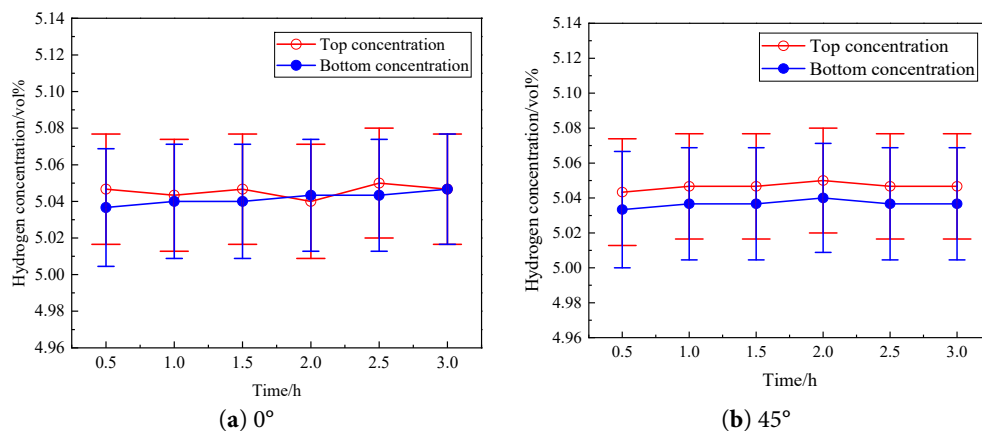 5.14
5.12
5.10
5.08
5.06
5.04
5.02
5.00
4.98
4.96
Hydrogen concentration/vol%
Top concentration
Bottom concentration
0.5 1.0 1.5 2.0 2.5 3.0
Time/h
(a) 0°
5.14
5.12
5.10
5.08
5.06
5.04
5.02
5.00
4.98
4.96
Hydrogen concentration/vol%
Top concentration
Bottom concentration
0.5 1.0 1.5 2.0 2.5 3.0
Time/h
(b) 45°